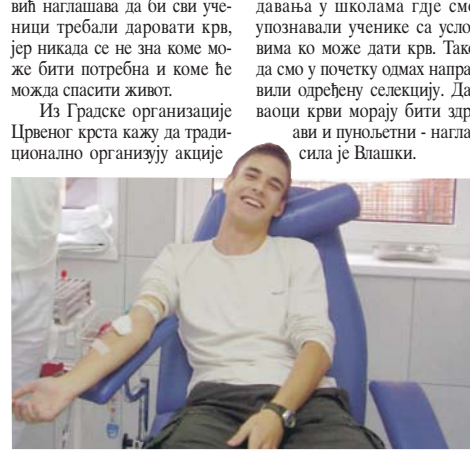 вић наглашава да би сви уче-
ници требали даровати крв,
јер никада се не зна коме мо-
же бити потребна и коме ће
можда спасити живот.
Из Градске организације
Црвеног крста кажу да тради-
ционално организују акције
давања у школама гдје смо
упознавали ученике са усло-
вима ко може дати крв. Тако
да смо у почетку одмах напра-
вили одређену селекцију. Да-
ваоци крви морају бити здр-
ави и пунољетни - нагла-
сила је Влашки.